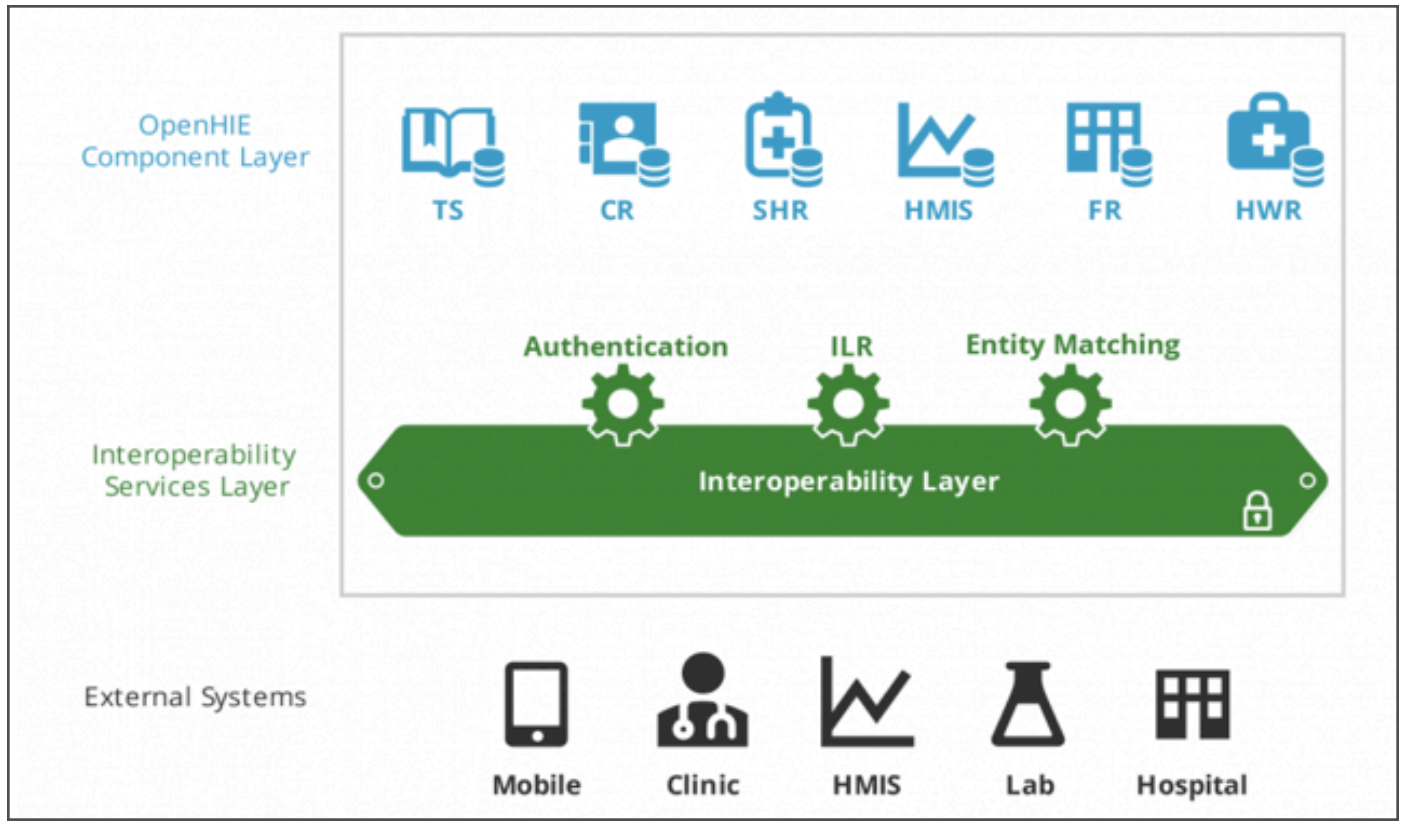 OpenHIE
Component Layer
TS
CR
SHR
HMIS
FR
HWR
Authentication
ILR
Entity Matching
Interoperability
Services Layer
Interoperability Layer
External Systems
Mobile
Clinic
HMIS
Lab
Hospital